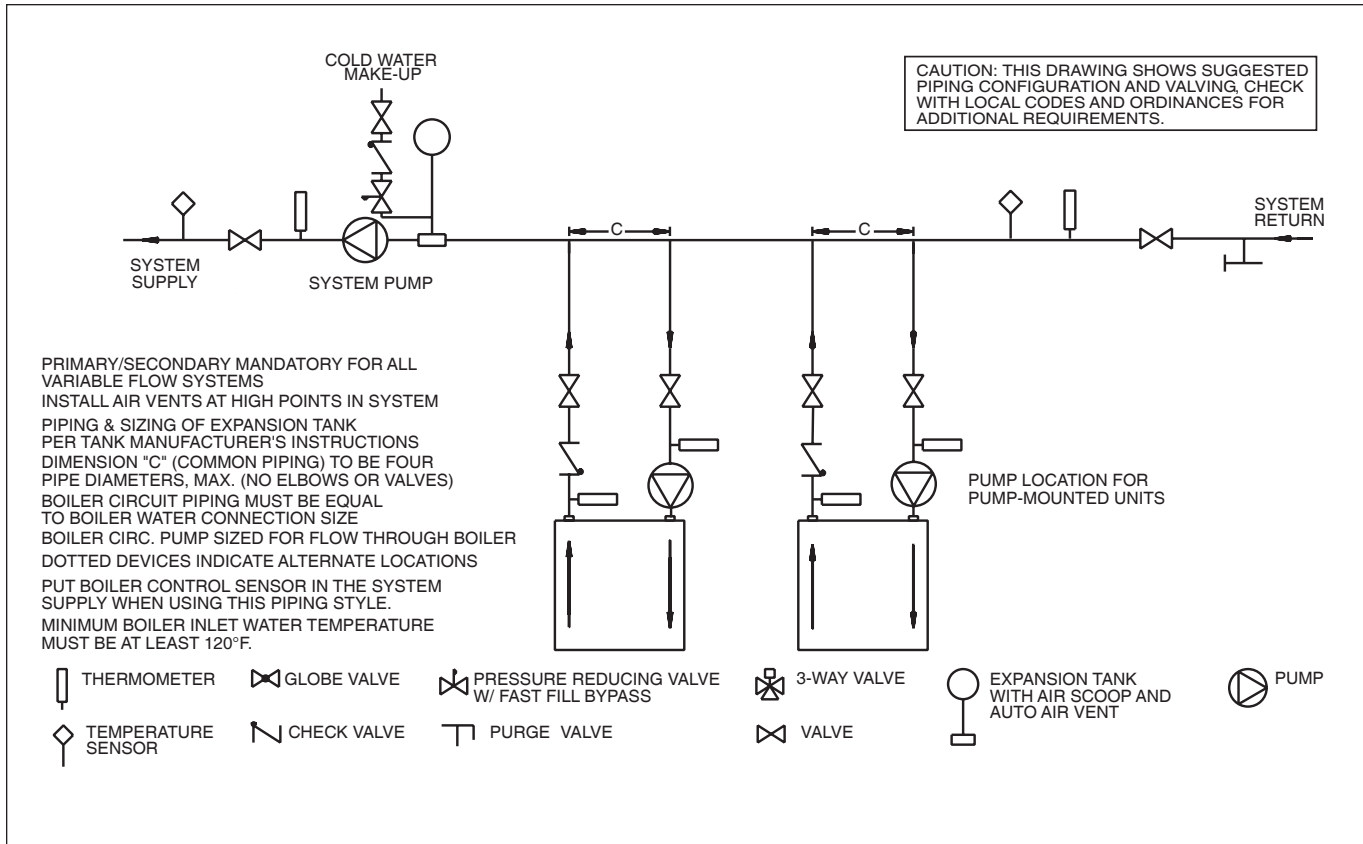 COLD WATER
MAKE-UP
CAUTION: THIS DRAWING SHOWS SUGGESTED
PIPING CONFIGURATION AND VALVING, CHECK
WITH LOCAL CODES AND ORDINANCES FOR
ADDITIONAL REQUIREMENTS.
SYSTEM
RETURN
C
C
SYSTEM
SUPPLY
SYSTEM PUMP
PRIMARY/SECONDARY MANDATORY FOR ALL
VARIABLE FLOW SYSTEMS
INSTALL AIR VENTS AT HIGH POINTS IN SYSTEM
PIPING & SIZING OF EXPANSION TANK
PER TANK MANUFACTURER'S INSTRUCTIONS
DIMENSION "C" (COMMON PIPING) TO BE FOUR
PIPE DIAMETERS, MAX. (NO ELBOWS OR VALVES)
BOILER CIRCUIT PIPING MUST BE EQUAL
TO BOILER WATER CONNECTION SIZE
BOILER CIRC. PUMP SIZED FOR FLOW THROUGH BOILER
DOTTED DEVICES INDICATE ALTERNATE LOCATIONS
PUT BOILER CONTROL SENSOR IN THE SYSTEM
SUPPLY WHEN USING THIS PIPING STYLE.
MINIMUM BOILER INLET WATER TEMPERATURE
MUST BE AT LEAST 120°F.
PUMP LOCATION FOR
PUMP-MOUNTED UNITS
THERMOMETER
GLOBE VALVE
PRESSURE REDUCING VALVE
W/ FAST FILL BYPASS
3-WAY VALVE
EXPANSION TANK
WITH AIR SCOOP AND
AUTO AIR VENT
PUMP
TEMPERATURE
SENSOR
CHECK VALVE
PURGE VALVE
VALVE